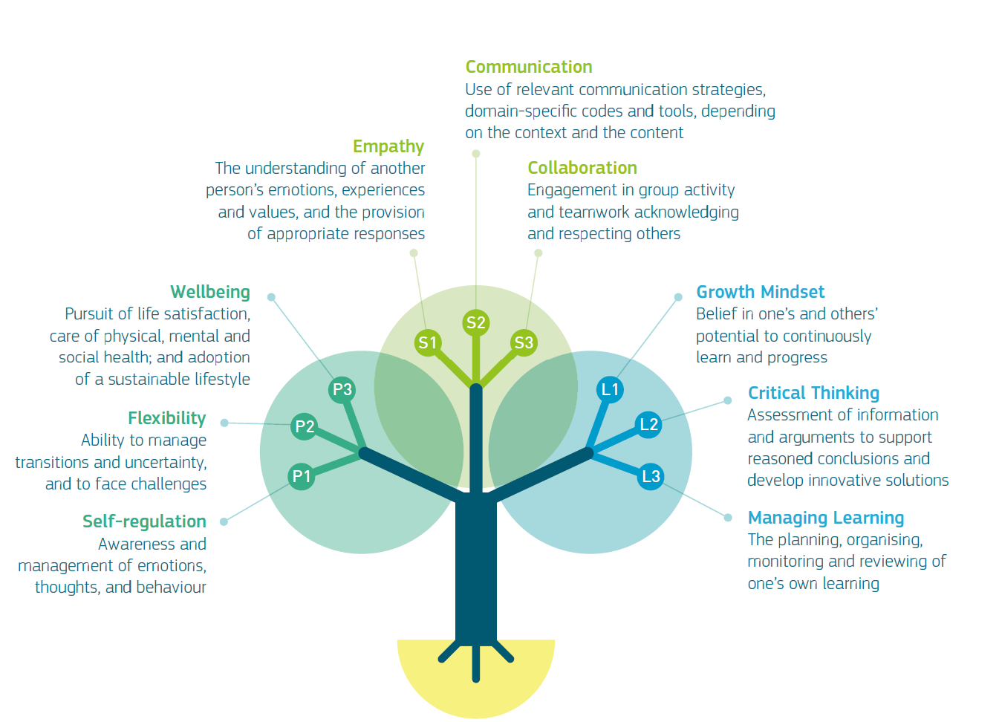 Communication
Use of relevant communication strategies,
domain-specific codes and tools, depending
on the context and the content
Empathy
The understanding of another
person's emotions, experiences
and values, and the provision
of appropriate responses
Collaboration
Engagement in group activity
and teamwork acknowledging
and respecting others
Wellbeing
Pursuit of life satisfaction,
care of physical, mental and
social health; and adoption
of a sustainable lifestyle
Flexibility
Ability to manage
transitions and uncertainty,
and to face challenges
Self-regulation
Awareness and
management of emotions,
thoughts, and behaviour
S1
S2
S3
P3
P2
P1
L1
L2
L3
Growth Mindset
Belief in one's and others'
potential to continuously
learn and progress
Critical Thinking
Assessment of information
and arguments to support
reasoned conclusions and
develop innovative solutions
Managing Learning
The planning, organising,
monitoring and reviewing of
one's own learning